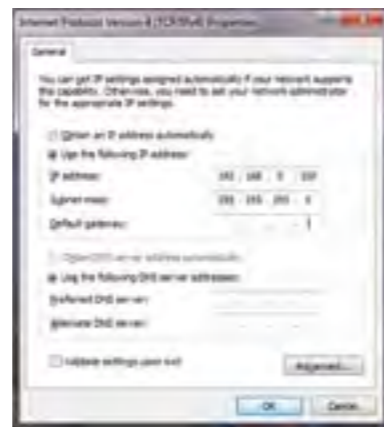 Internet Protocol Version 4 (TCP/IPv4) Properties
General
You can get IP settings assigned automatically if your network supports
this capability. Otherwise, you need to ask your network administrator
for the appropriate IP settings.
Obtain an IP address automatically
Use the following IP address:
IP address:
Subnet mask: 255 . 255 . 255 . 0
Default gateway:
Obtain DNS server address automatically
Use the following DNS server addresses:
Preferred DNS server:
Alternate DNS server:
Validate settings upon exit
Advanced...
OK
Cancel